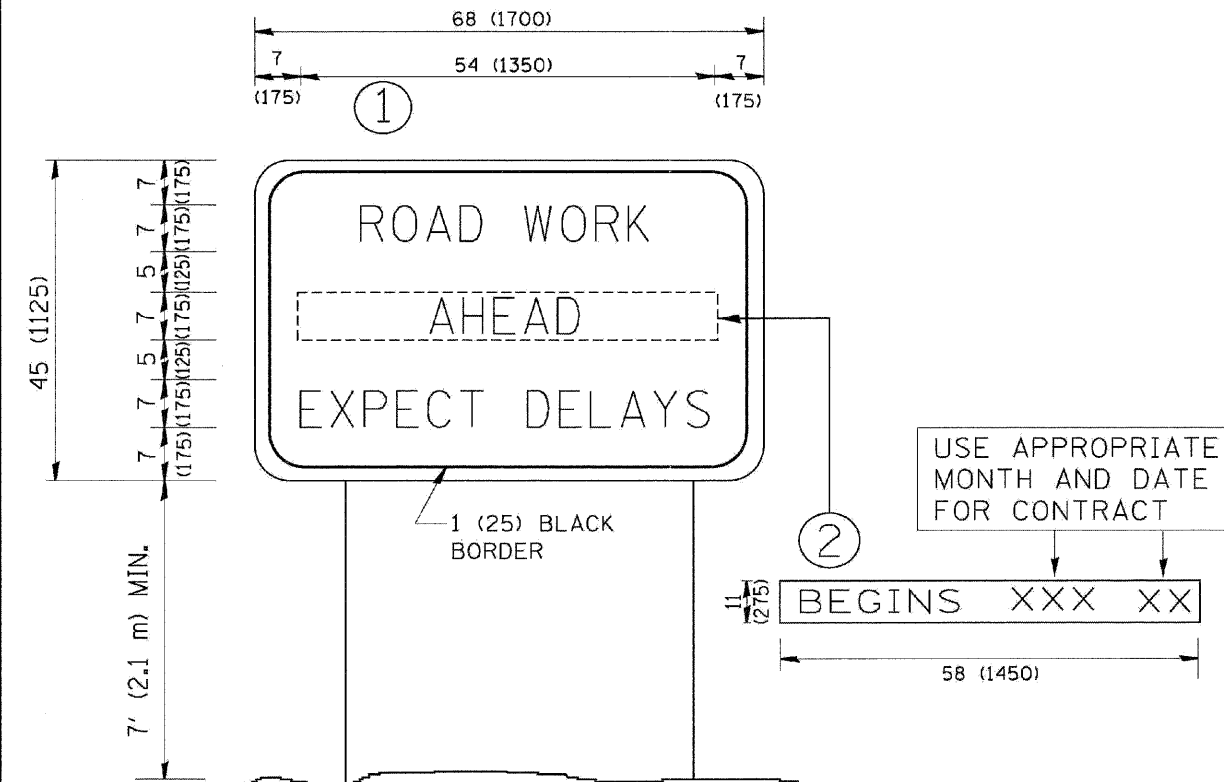 68 (1700)
7
54 (1350)
7
(175)
(175)
1
45 (1125)
7
(175)
7
(175)
5
(125)
7
(175)
5
(125)
7
(175)
7
(175)
ROAD WORK
AHEAD
EXPECT DELAYS
1 (25) BLACK
BORDER
7' (2.1 m) MIN.
USE APPROPRIATE
MONTH AND DATE
FOR CONTRACT
2
11
(275)
BEGINS XXX XX
58 (1450)